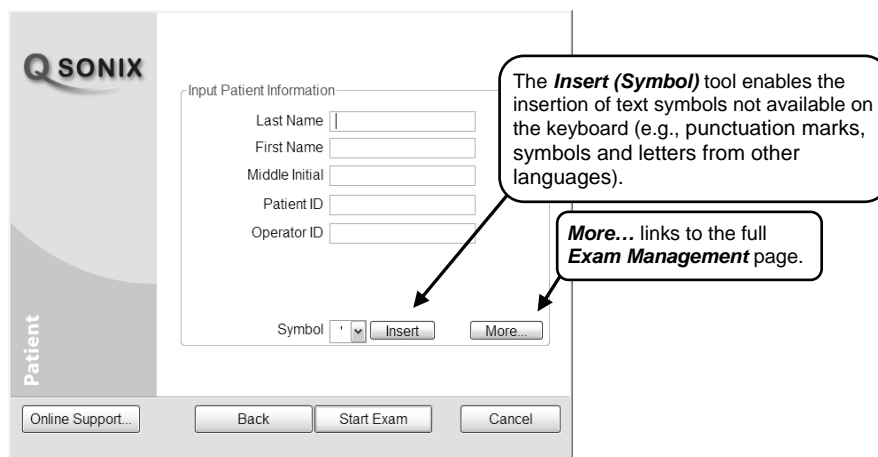 Q SONIX
Input Patient Information
Last Name
First Name
Middle Initial
Patient ID
Operator ID
Symbol ' Insert More...
Patient
Online Support... Back Start Exam Cancel
The Insert (Symbol) tool enables the
insertion of text symbols not available on
the keyboard (e.g., punctuation marks,
symbols and letters from other
languages).
More… links to the full
Exam Management page.